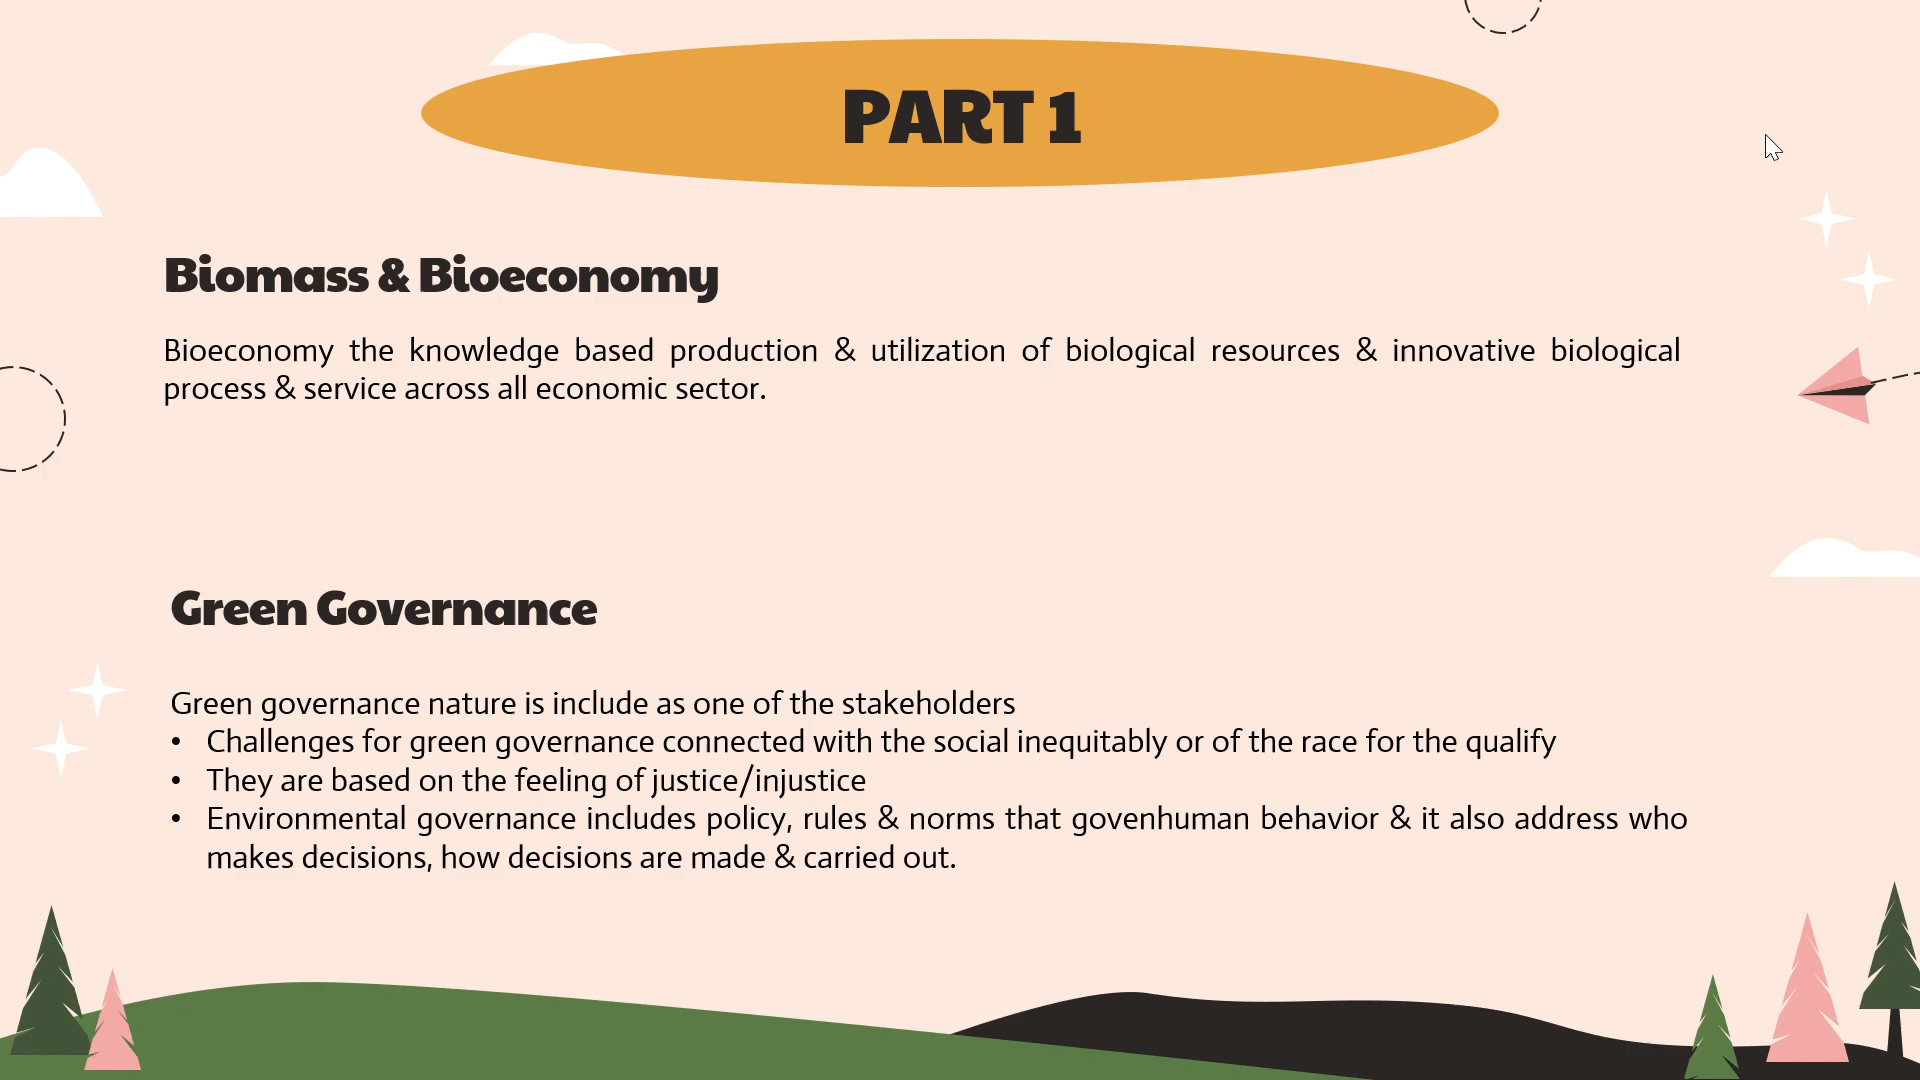 PART 1
Biomass & Bioeconomy
Bioeconomy the knowledge based production & utilization of biological resources & innovative biological
process & service across all economic sector.
Green Governance
Green governance nature is include as one of the stakeholders
• Challenges for green governance connected with the social inequitably or of the race for the qualify
• They are based on the feeling of justice/injustice
• Environmental governance includes policy, rules & norms that govenhuman behavior & it also address who
makes decisions, how decisions are made & carried out.